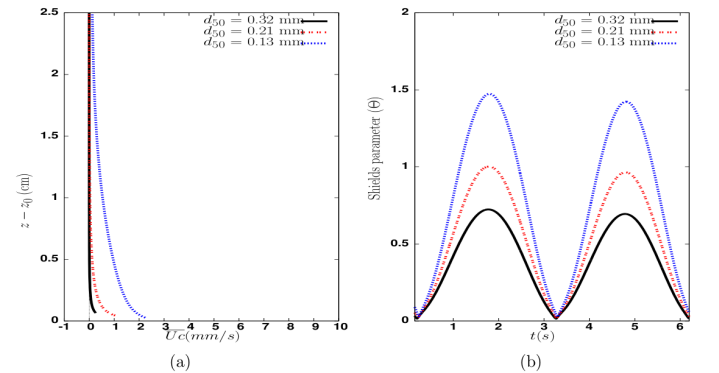 d50 = 0.32 mm
d50 = 0.21 mm
d50 = 0.13 mm
2.5
2
1.5
1
0.5
0
z − z0 (cm)
-1 0 1 2 3 4 5 6 7 8 9 10
Uc(mm/s)
(a)
d50 = 0.32 mm
d50 = 0.21 mm
d50 = 0.13 mm
2
1.5
1
0.5
0
Shields parameter (Θ)
1 2 3 4 5 6
t(s)
(b)